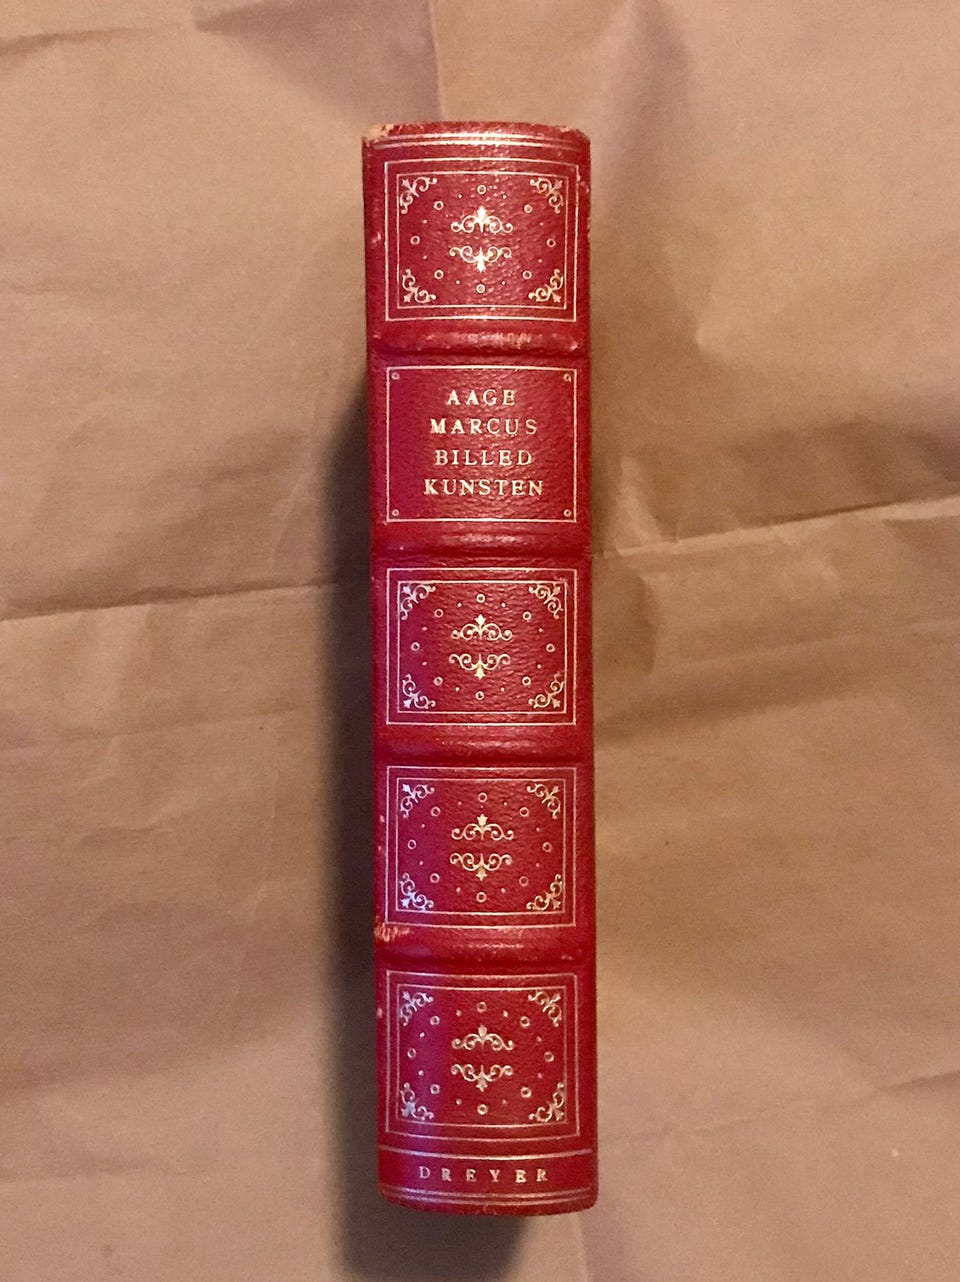 AAGE
MARCUS
BILLED
KUNSTEN
DREYER